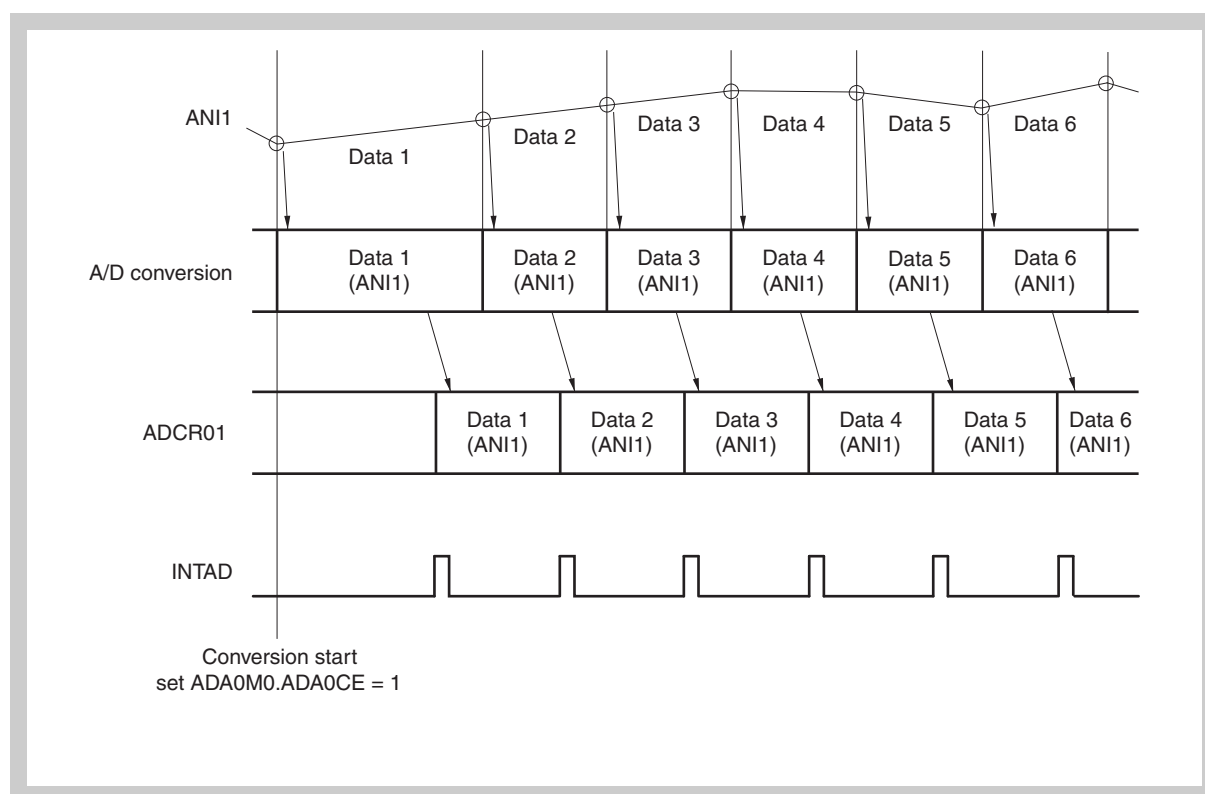 ANI1
Data 1
Data 2
Data 3
Data 4
Data 5
Data 6
A/D conversion
Data 1
(ANI1)
Data 2
(ANI1)
Data 3
(ANI1)
Data 4
(ANI1)
Data 5
(ANI1)
Data 6
(ANI1)
ADCR01
Data 1
(ANI1)
Data 2
(ANI1)
Data 3
(ANI1)
Data 4
(ANI1)
Data 5
(ANI1)
Data 6
(ANI1)
INTAD
Conversion start
set ADA0M0.ADA0CE = 1